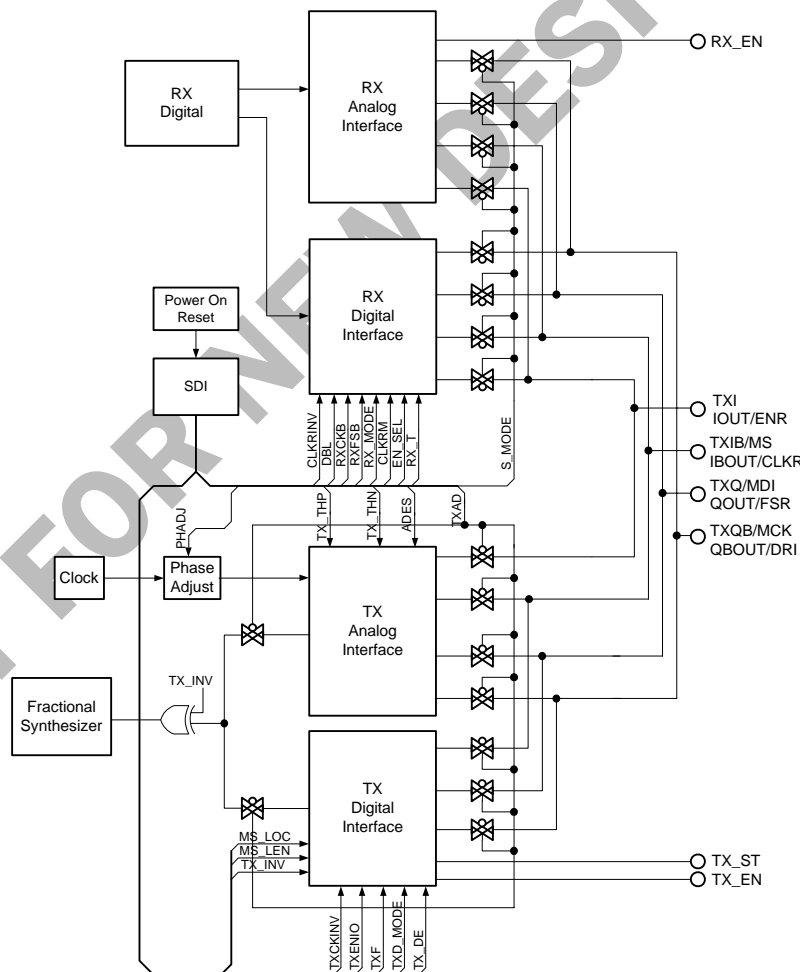 FOR NEW DESI
RX_EN
RX
Digital
RX
Analog
Interface
RX
Digital
Interface
Power On
Reset
SDI
CLKRINV
DBL
RXCKB
RXFSB
RX_MODE
CLKRM
EN_SEL
RX_T
S_MODE
TXI
IOUT/ENR
TXIB/MS
IBOUT/CLKR
TXQ/MDI
QOUT/FSR
TXQB/MCK
QBOUT/DRI
PHADJ
TX_THP
TX_THN
ADES
TXAD
Clock
Phase
Adjust
TX
Analog
Interface
TX_INV
Fractional
Synthesizer
TX
Digital
Interface
MS_LOC
MS_LEN
TX_INV
TX_ST
TX_EN
TXCKINV
TXENIO
TXF
TXD_MODE
TX_DE